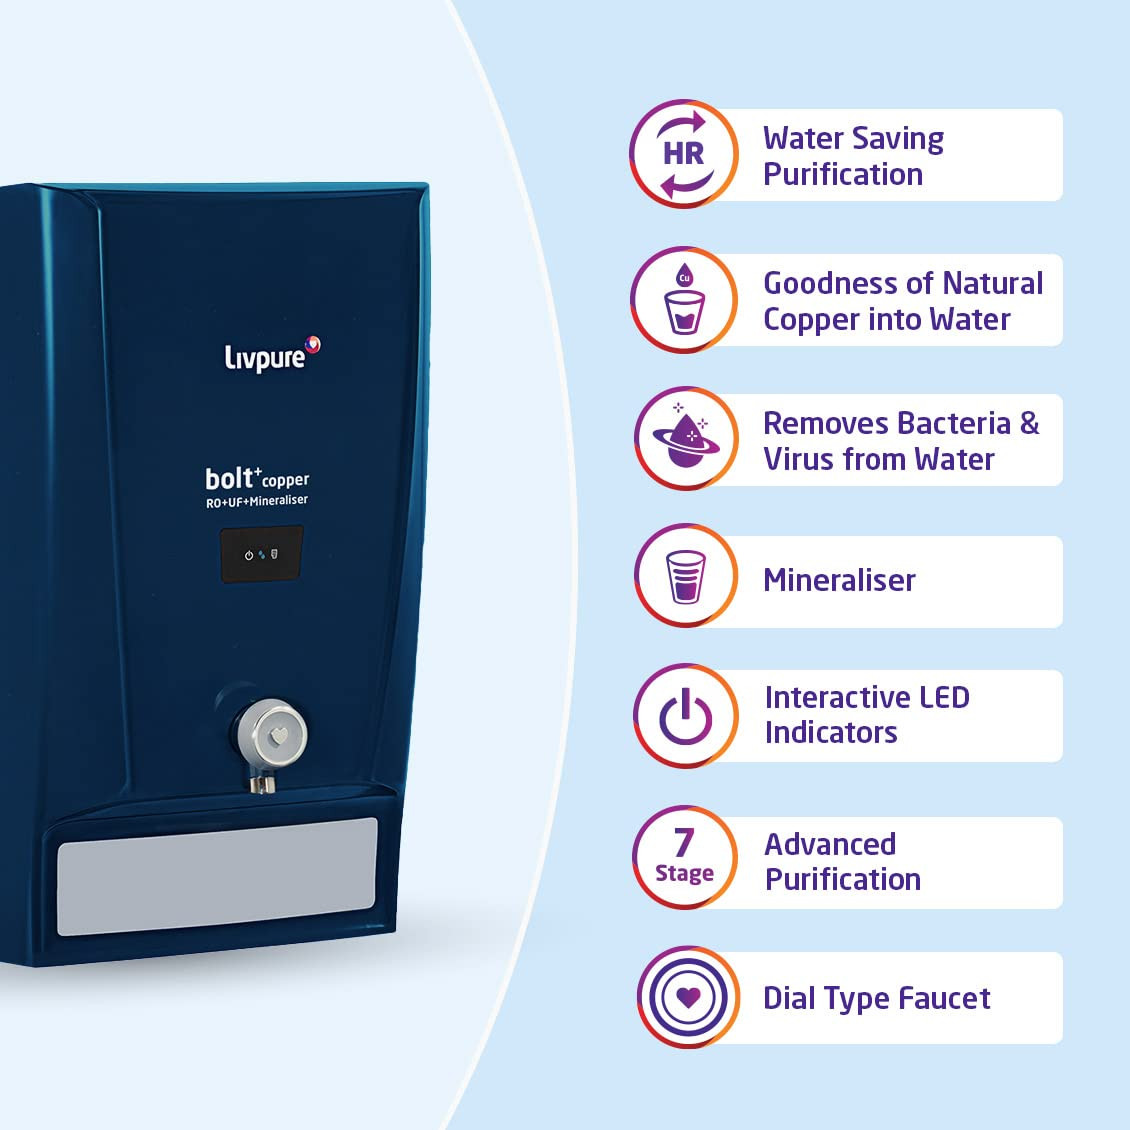 Livpure
bolt+ copper
RO+UF+Mineraliser
HR
Water Saving
Purification
Cu
Goodness of Natural
Copper into Water
Removes Bacteria &
Virus from Water
Mineraliser
Interactive LED
Indicators
7
Stage
Advanced
Purification
Dial Type Faucet